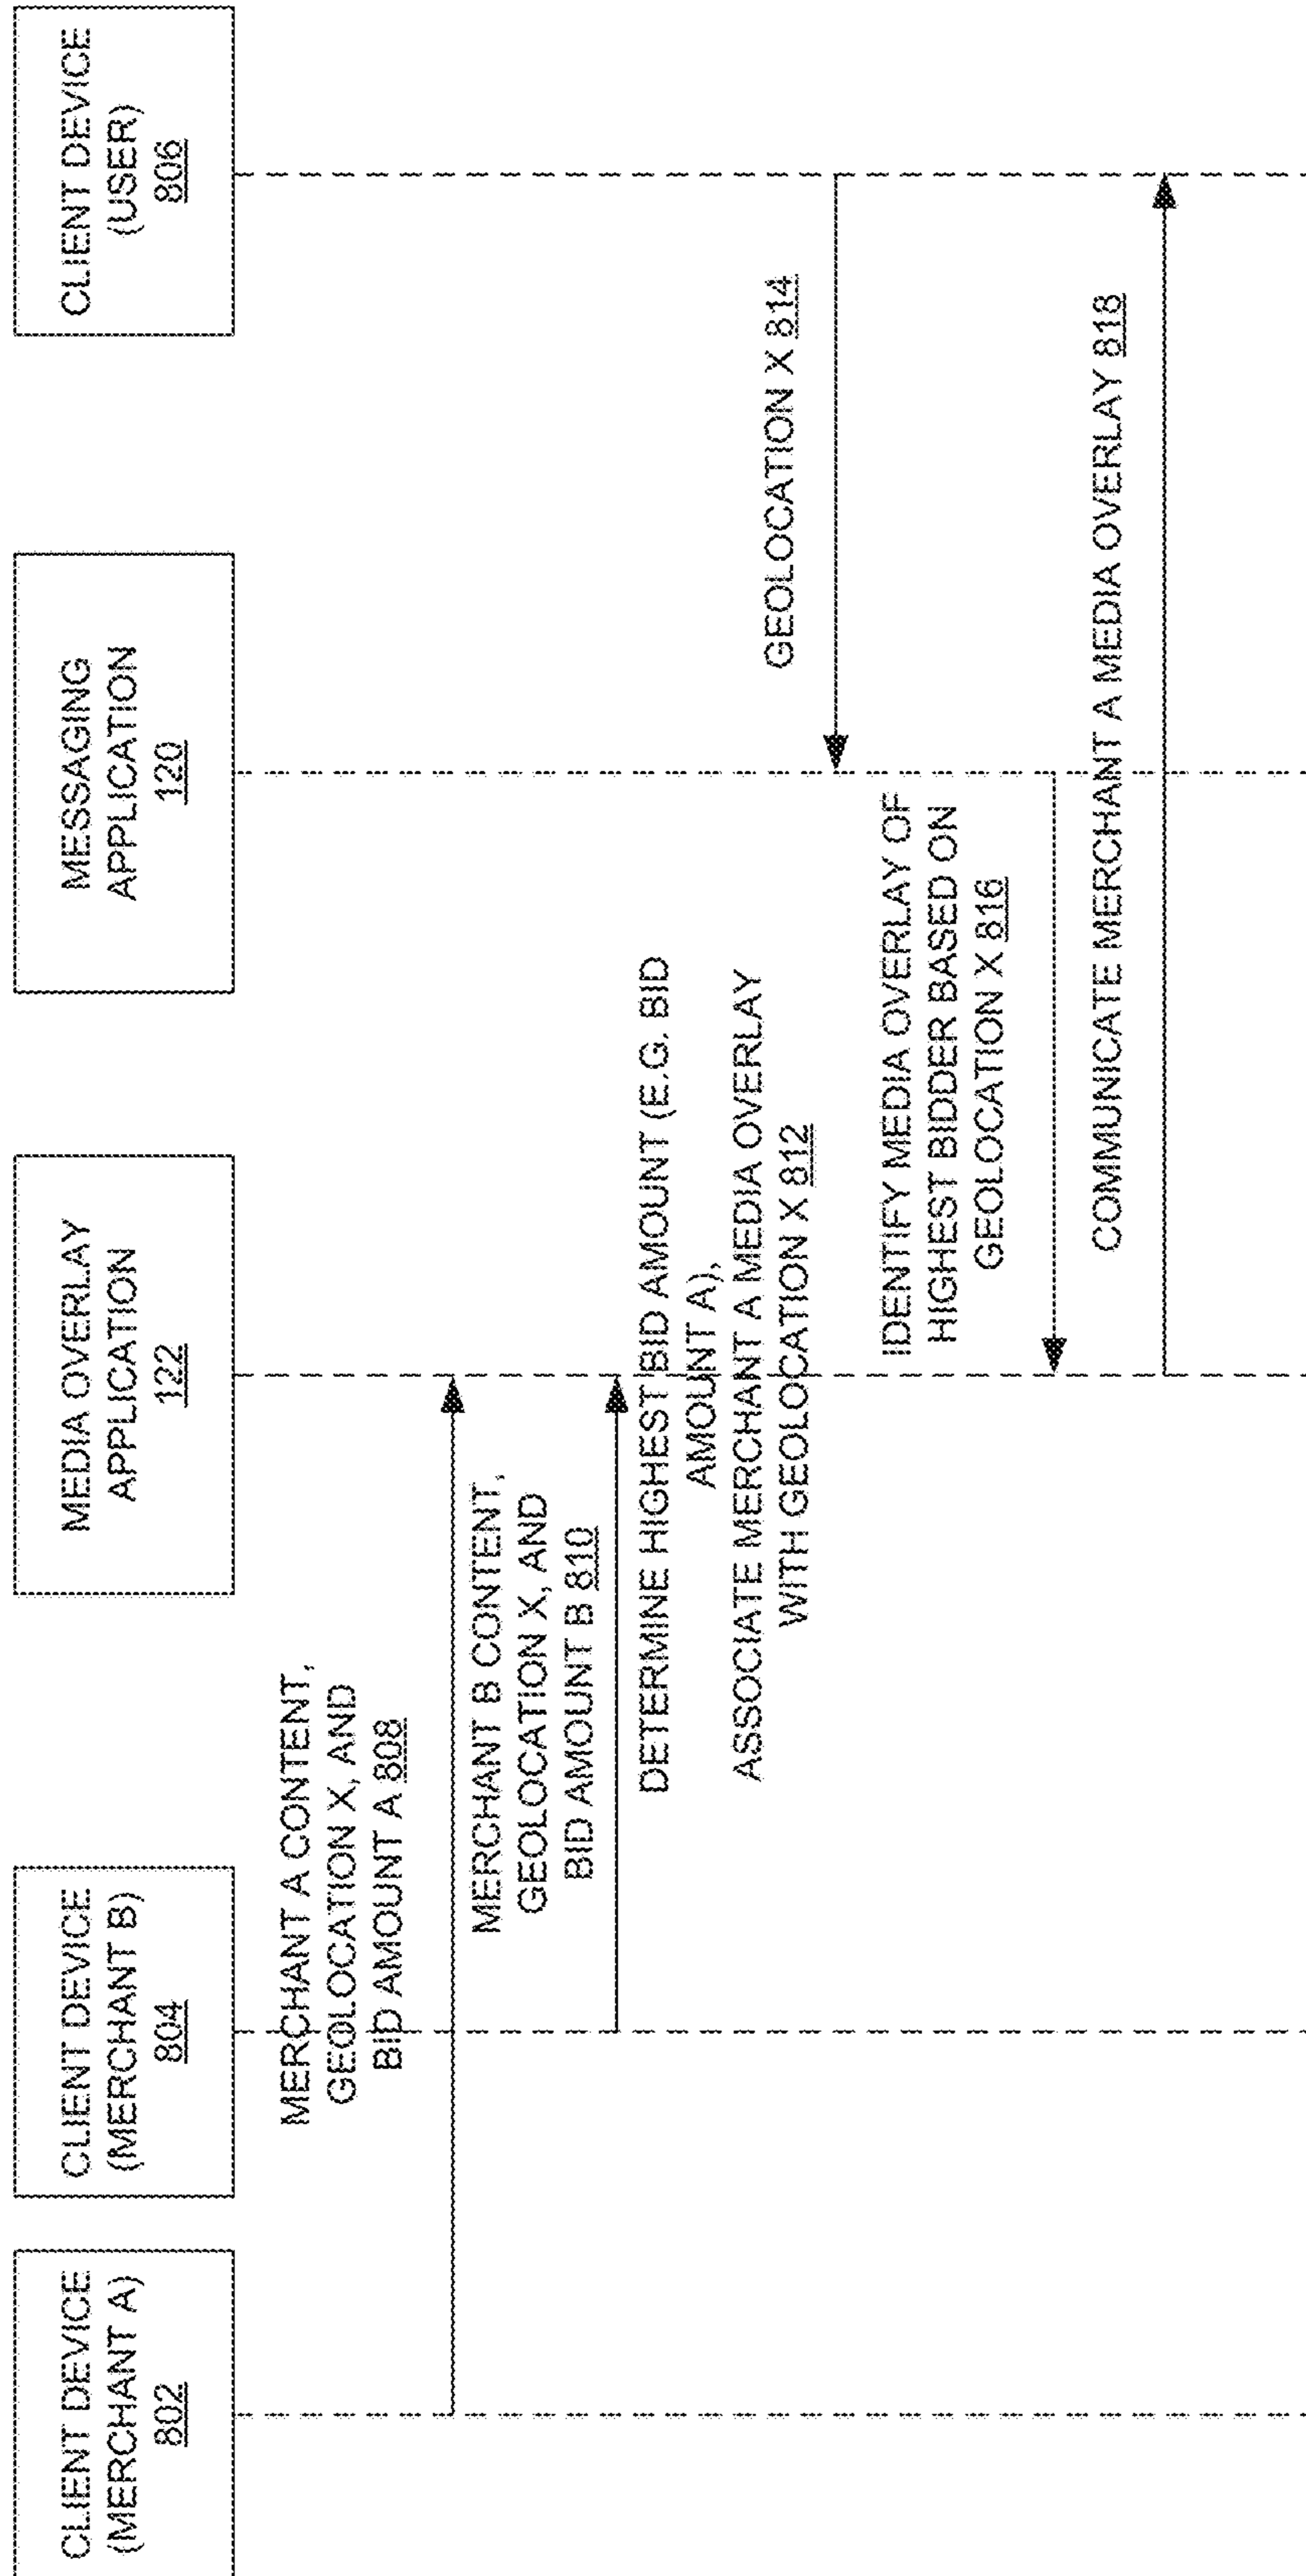 CLIENT DEVICE
(MERCHANT A)
802
CLIENT DEVICE
(MERCHANT B)
804
MEDIA OVERLAY
APPLICATION
122
MESSAGING
APPLICATION
120
CLIENT DEVICE
(USER)
806
MERCHANT A CONTENT,
GEOLOCATION X, AND
BID AMOUNT A 808
MERCHANT B CONTENT,
GEOLOCATION X, AND
BID AMOUNT B 810
DETERMINE HIGHEST BID AMOUNT (E.G. BID
AMOUNT A),
ASSOCIATE MERCHANT A MEDIA OVERLAY
WITH GEOLOCATION X 812
GEOLOCATION X 814
IDENTIFY MEDIA OVERLAY OF
HIGHEST BIDDER BASED ON
GEOLOCATION X 816
COMMUNICATE MERCHANT A MEDIA OVERLAY 818